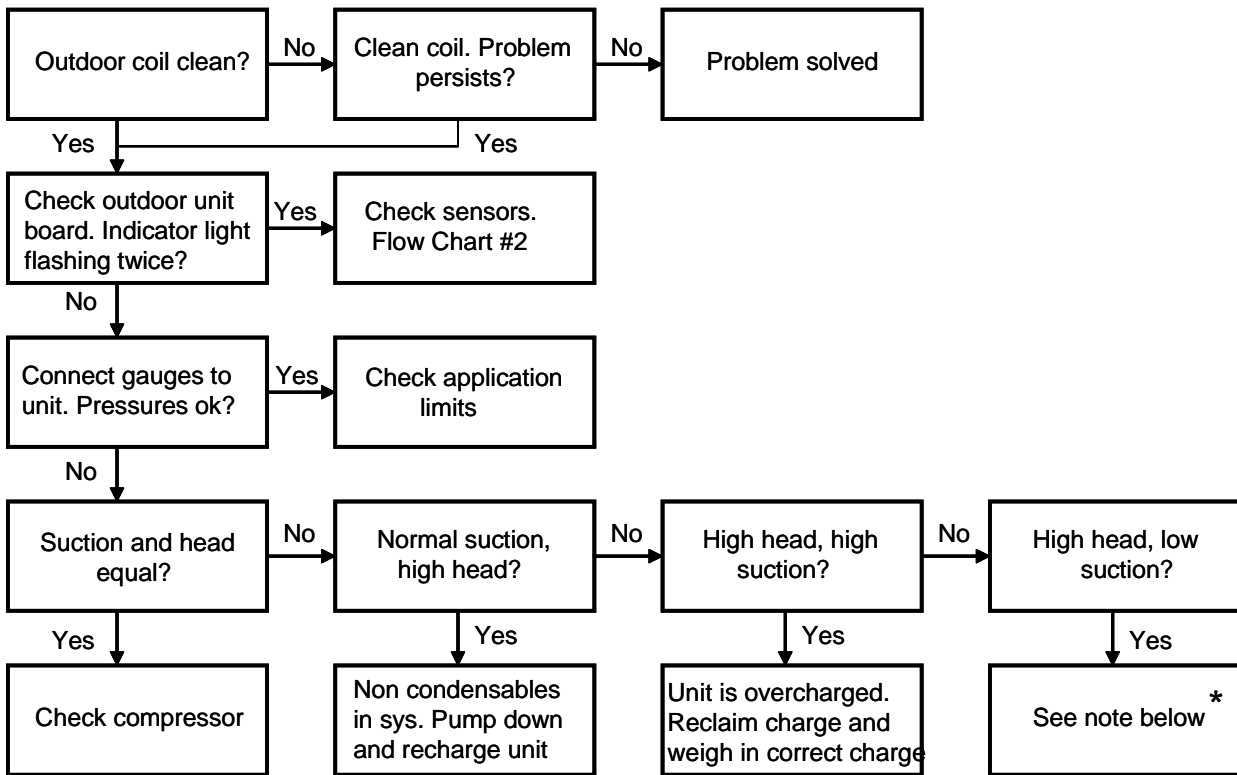 Outdoor coil clean?
No
Clean coil. Problem
persists?
No
Problem solved
Yes
Yes
Check outdoor unit
board. Indicator light
flashing twice?
Yes
Check sensors.
Flow Chart #2
No
Connect gauges to
unit. Pressures ok?
Yes
Check application
limits
No
Suction and head
equal?
No
Normal suction,
high head?
No
High head, high
suction?
No
High head, low
suction?
Yes
Yes
Yes
Yes
Check compressor
Non condensables
in sys. Pump down
and recharge unit
Unit is overcharged.
Reclaim charge and
weigh in correct charge
See note below *